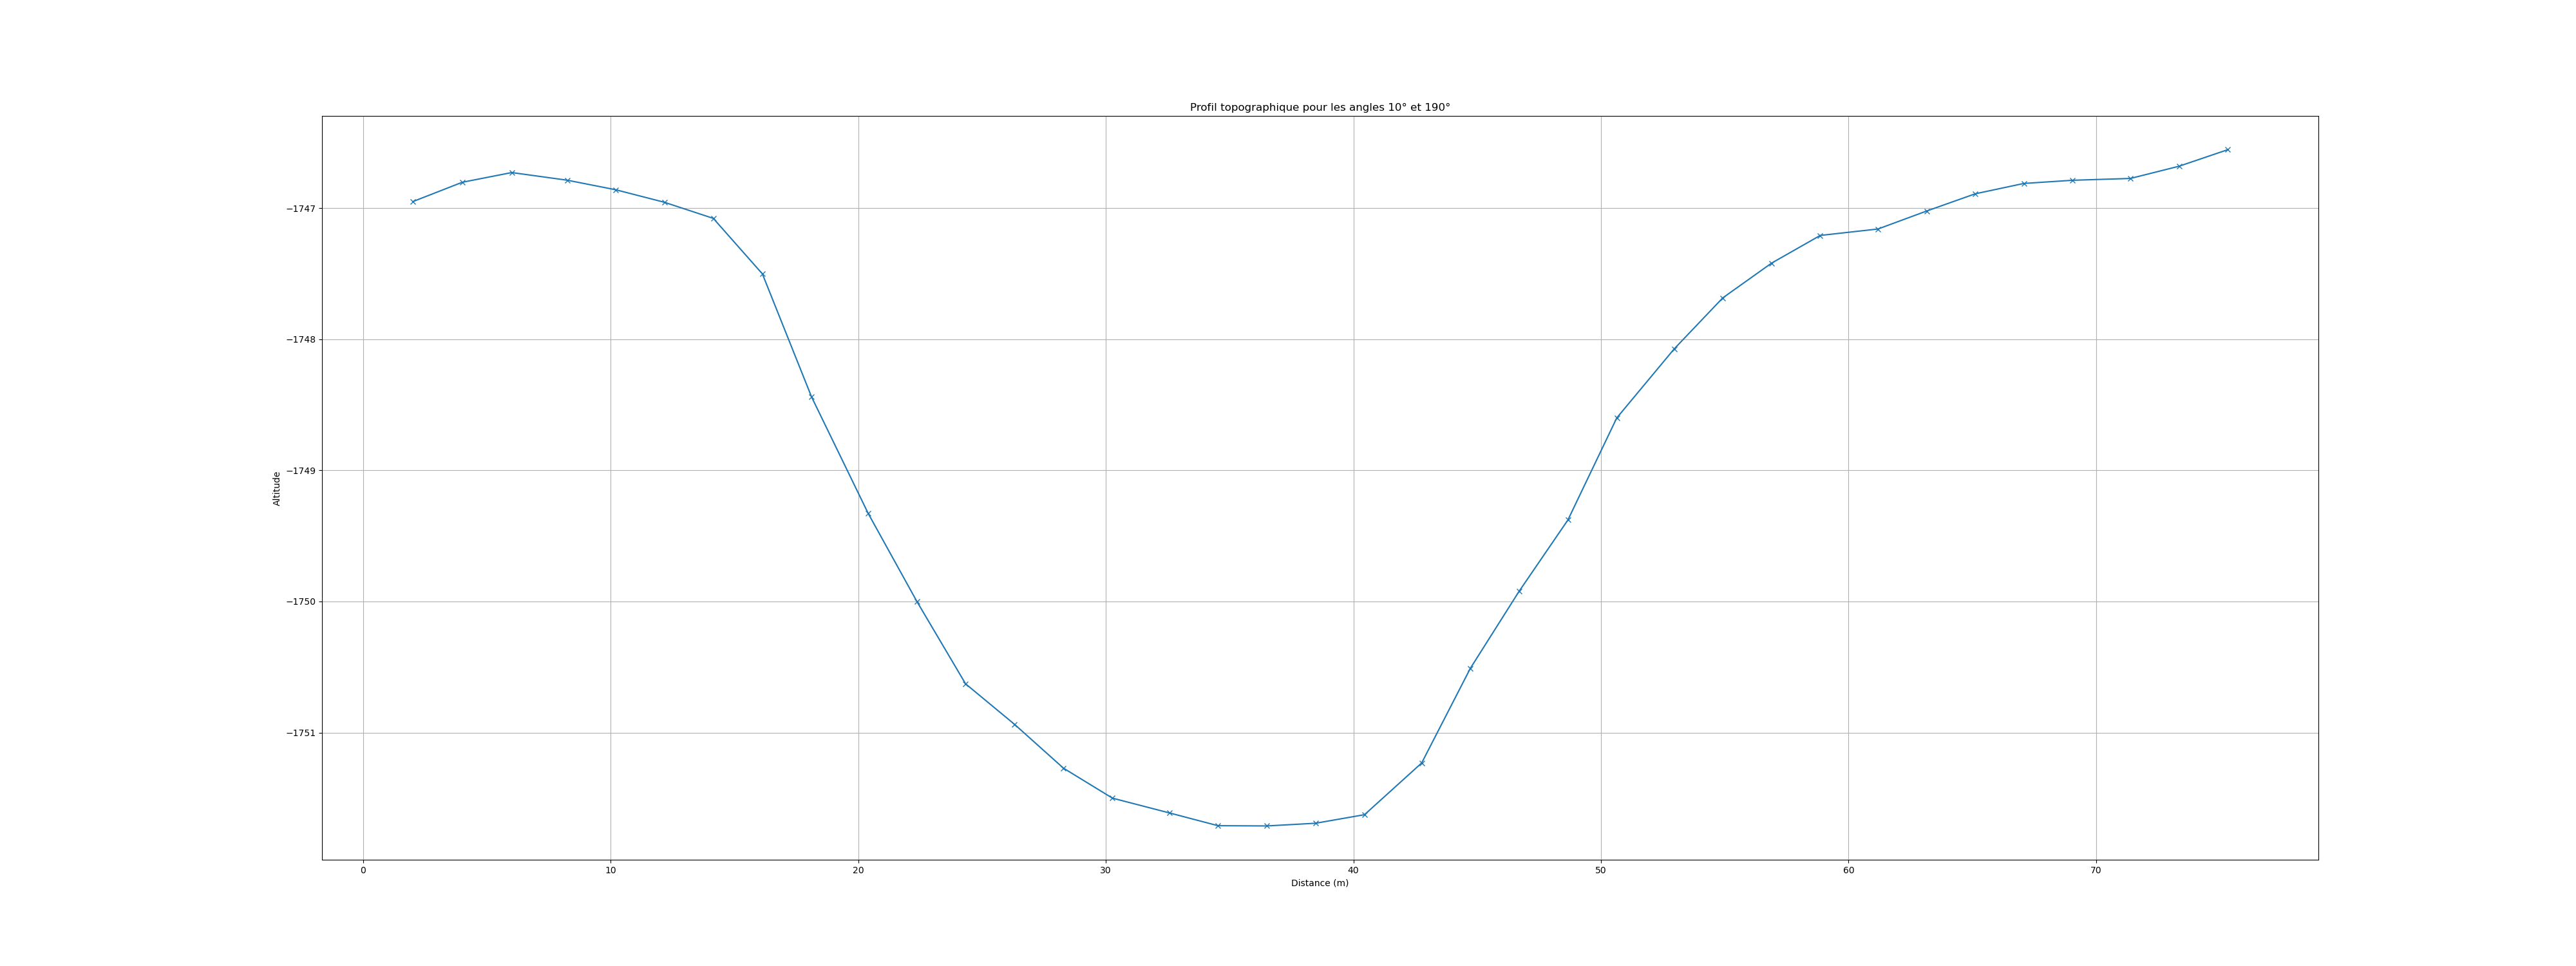 Profil topographique pour les angles 10° et 190°
−1747
−1748
−1749
−1750
−1751
Altitude
0 10 20 30 40 50 60 70
Distance (m)